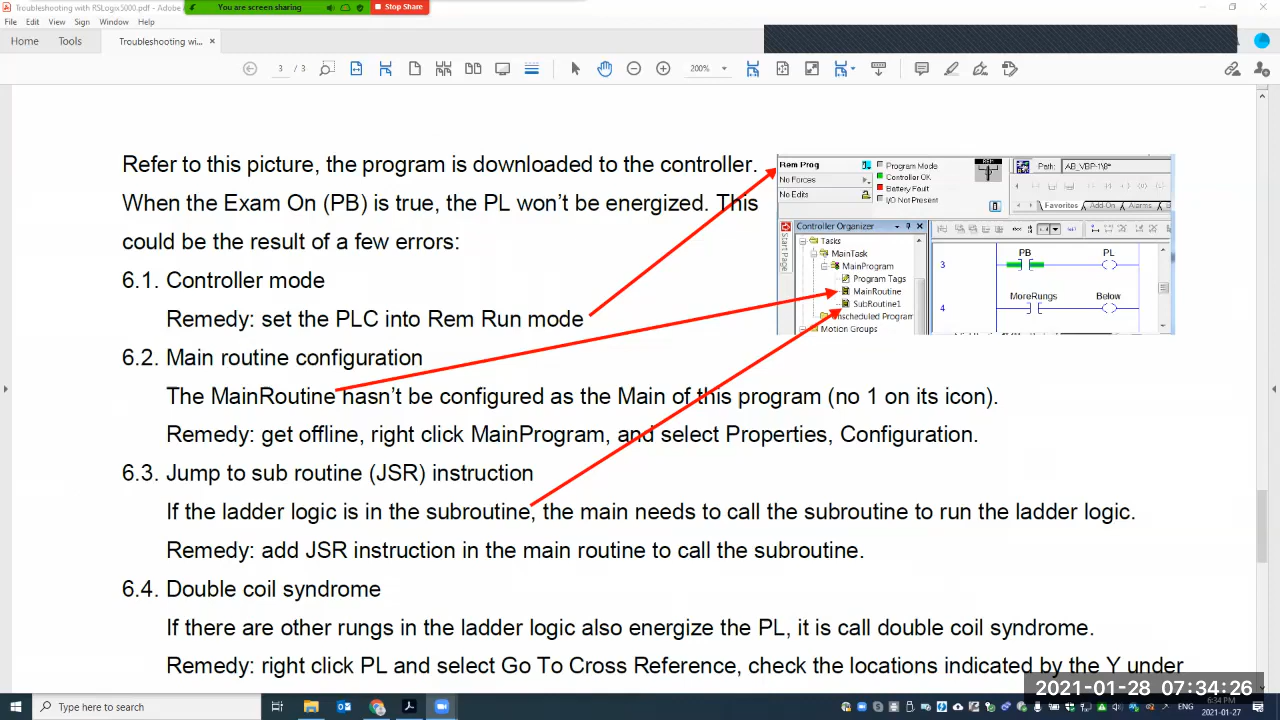 Troubleshooting with RSLogix5000.pdf - Adobe
You are screen sharing
Stop Share
File Edit View Sign Window Help
Home Tools Troubleshooting wi... ×
3 / 3 200%
Refer to this picture, the program is downloaded to the controller.
When the Exam On (PB) is true, the PL won't be energized. This
could be the result of a few errors:
6.1. Controller mode
Remedy: set the PLC into Rem Run mode
6.2. Main routine configuration
The MainRoutine hasn't be configured as the Main of this program (no 1 on its icon).
Remedy: get offline, right click MainProgram, and select Properties, Configuration.
6.3. Jump to sub routine (JSR) instruction
If the ladder logic is in the subroutine, the main needs to call the subroutine to run the ladder logic.
Remedy: add JSR instruction in the main routine to call the subroutine.
6.4. Double coil syndrome
If there are other rungs in the ladder logic also energize the PL, it is call double coil syndrome.
Remedy: right click PL and select Go To Cross Reference, check the locations indicated by the Y under
Rem Prog
No Forces
No Edits
Program Mode
Controller OK
Battery Fault
I/O Not Present
Path: AB_VBP-1\8*
Favorites Add-On Alarms
Start Page
Controller Organizer
Tasks
MainTask
MainProgram
Program Tags
MainRoutine
SubRoutine1
Unscheduled Program
Motion Groups
PB PL
3
MoreRungs Below
4
2021-01-28 07:34:26
Type here to search
ENG
6:34 PM
2021-01-27